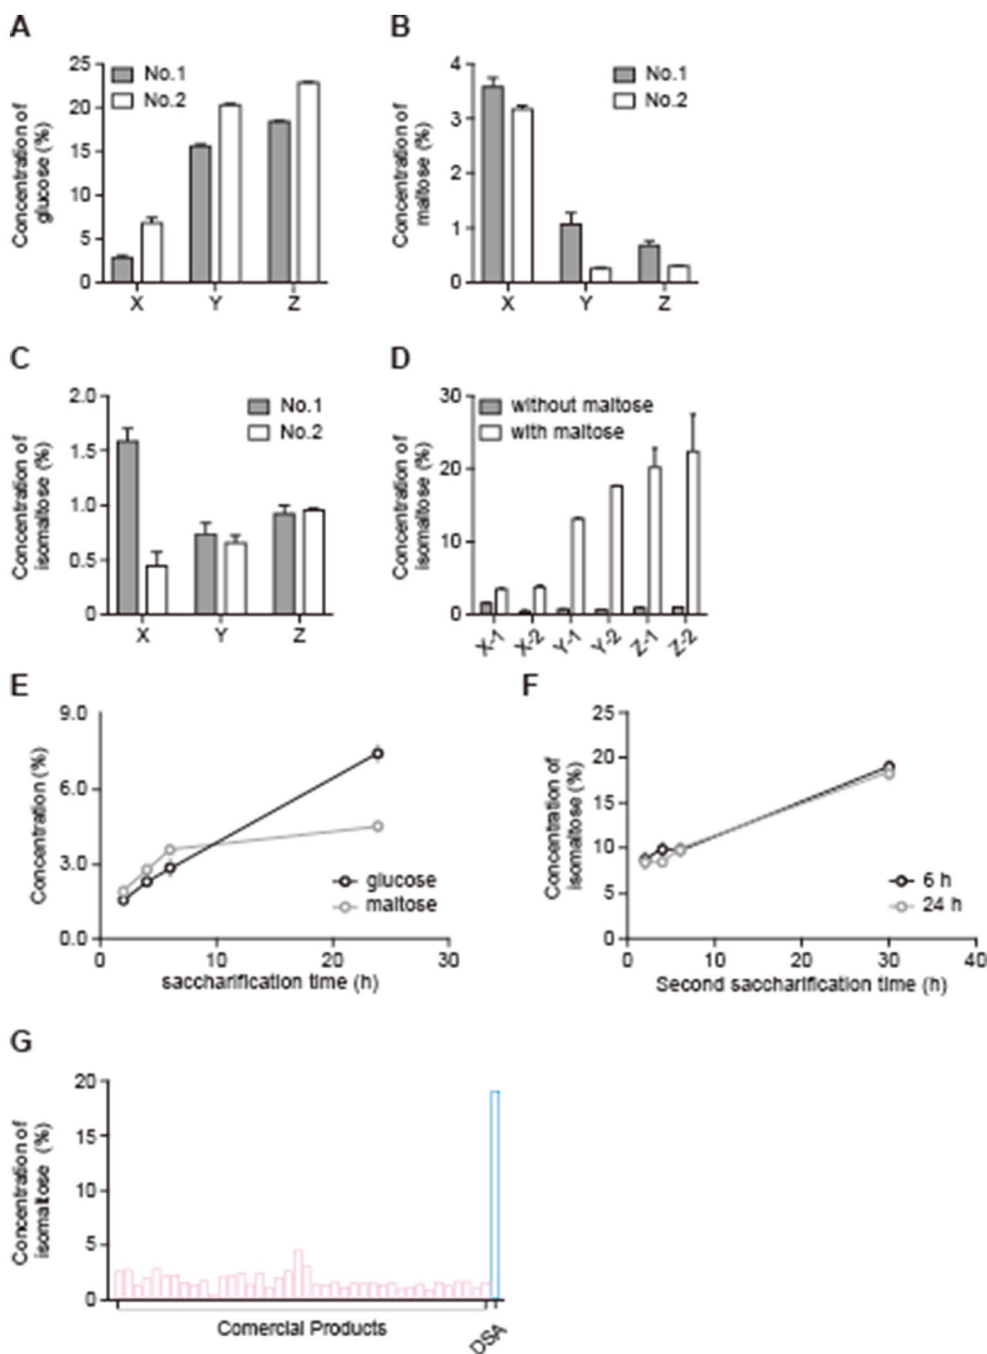 A
Concentration of
glucose (%)
25
20
15
10
5
0
No.1
No.2
X Y Z
B
Concentration of
maltose (%)
4
3
2
1
0
No.1
No.2
X Y Z
C
Concentration of
isomaltose (%)
2.0
1.5
1.0
0.5
0
No.1
No.2
X Y Z
D
Concentration of
isomaltose (%)
30
20
10
0
without maltose
with maltose
X-1 X-2 Y-1 Y-2 Z-1 Z-2
E
Concentration (%)
9.0
6.0
3.0
0.0
glucose
maltose
0 10 20 30
saccharification time (h)
F
Concentration of
isomaltose (%)
25
20
15
10
5
0
6 h
24 h
0 10 20 30 40
Second saccharification time (h)
G
Concentration of
isomaltose (%)
20
15
10
5
0
Comercial Products
DSA